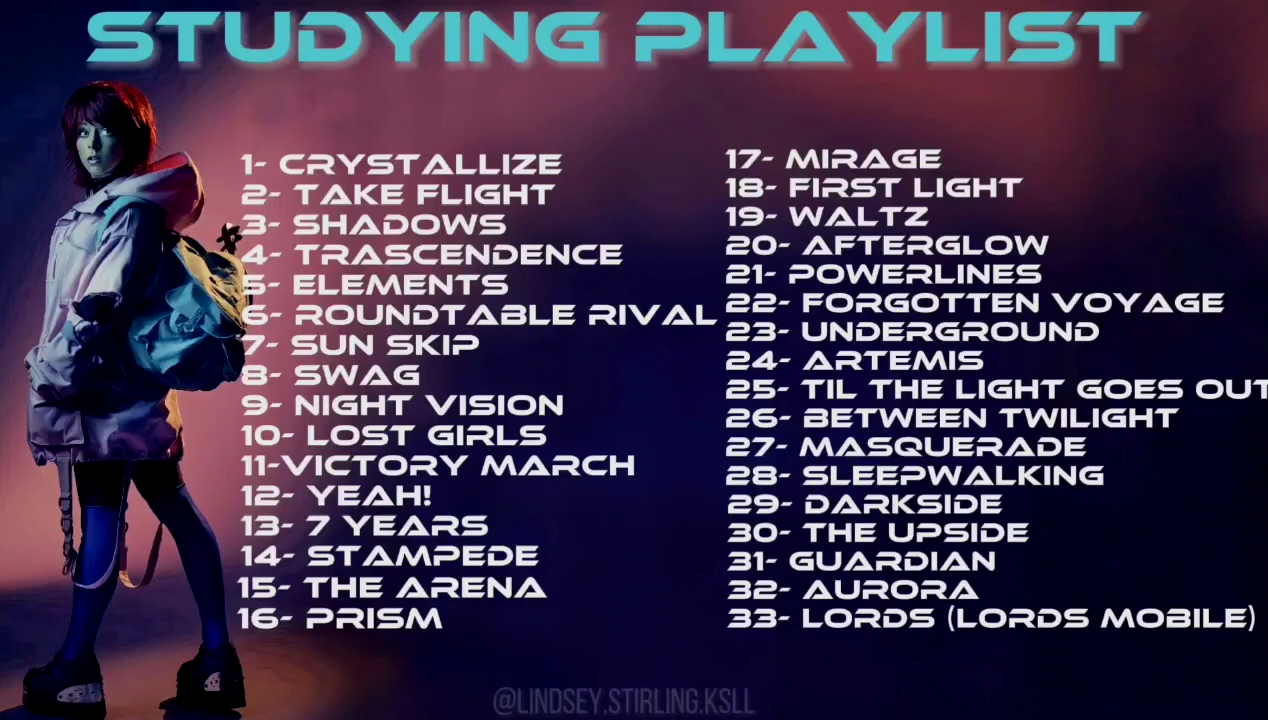 STUDYING PLAYLIST
1- CRYSTALLIZE
2- TAKE FLIGHT
3- SHADOWS
4- TRASCENDENCE
5- ELEMENTS
6- ROUNDTABLE RIVAL
7- SUN SKIP
8- SWAG
9- NIGHT VISION
10- LOST GIRLS
11-VICTORY MARCH
12- YEAH!
13- 7 YEARS
14- STAMPEDE
15- THE ARENA
16- PRISM
17- MIRAGE
18- FIRST LIGHT
19- WALTZ
20- AFTERGLOW
21- POWERLINES
22- FORGOTTEN VOYAGE
23- UNDERGROUND
24- ARTEMIS
25- TIL THE LIGHT GOES OUT
26- BETWEEN TWILIGHT
27- MASQUERADE
28- SLEEPWALKING
29- DARKSIDE
30- THE UPSIDE
31- GUARDIAN
32- AURORA
33- LORDS (LORDS MOBILE)
@LINDSEY.STIRLING.KSLL